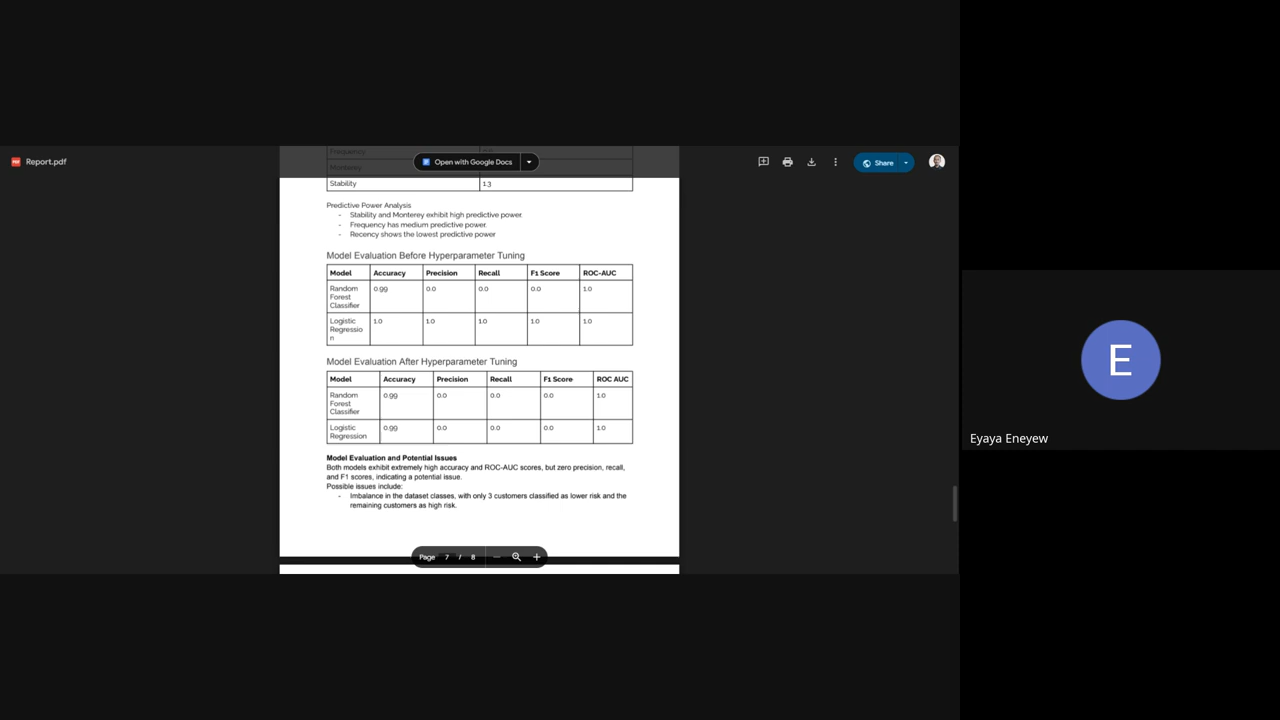 Report.pdf
Open with Google Docs
Share
Frequency
Monterey
Stability 1.3
Predictive Power Analysis
- Stability and Monterey exhibit high predictive power.
- Frequency has medium predictive power.
- Recency shows the lowest predictive power
Model Evaluation Before Hyperparameter Tuning
Model Accuracy Precision Recall F1 Score ROC-AUC
Random 0.99 0.0 0.0 0.0 1.0
Forest
Classifier
Logistic 1.0 1.0 1.0 1.0 1.0
Regressio
n
Model Evaluation After Hyperparameter Tuning
Model Accuracy Precision Recall F1 Score ROC AUC
Random 0.99 0.0 0.0 0.0 1.0
Forest
Classifier
Logistic 0.99 0.0 0.0 0.0 1.0
Regression
Model Evaluation and Potential Issues
Both models exhibit extremely high accuracy and ROC-AUC scores, but zero precision, recall,
and F1 scores, indicating a potential issue.
Possible issues include:
- Imbalance in the dataset classes, with only 3 customers classified as lower risk and the
remaining customers as high risk.
Page 7 / 8
E
Eyaya Eneyew